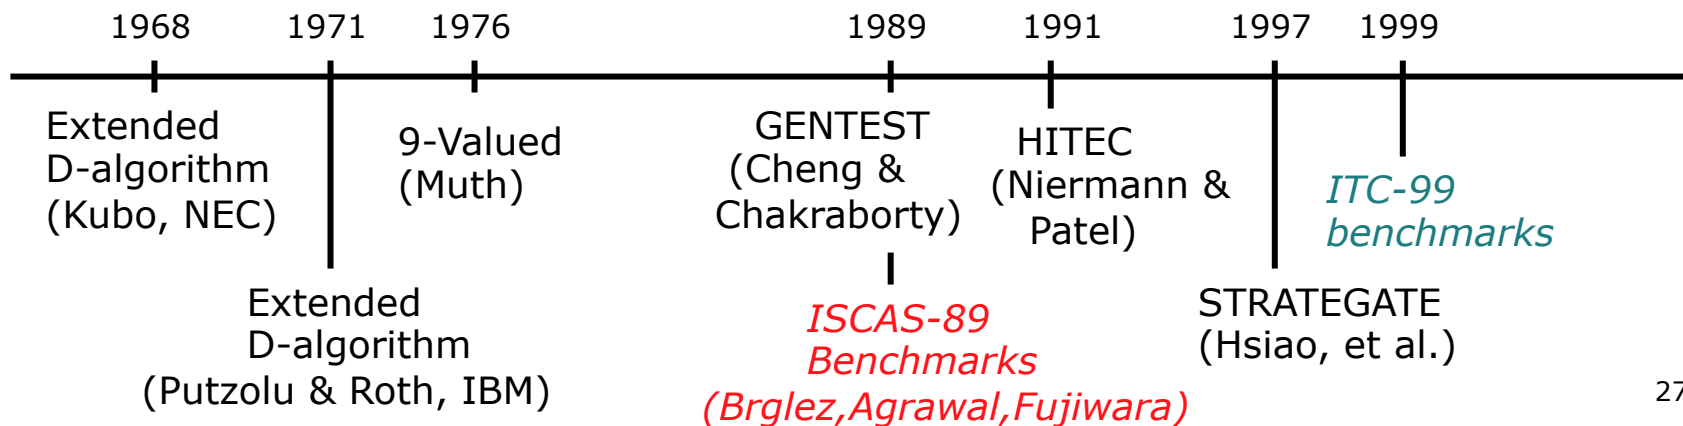 1968 1971 1976 1989 1991 1997 1999
Extended
D-algorithm
(Kubo, NEC)
Extended
D-algorithm
(Putzolu & Roth, IBM)
9-Valued
(Muth)
GENTEST
(Cheng &
Chakraborty)
ISCAS-89
Benchmarks
(Brglez,Agrawal,Fujiwara)
HITEC
(Niermann &
Patel)
STRATEGATE
(Hsiao, et al.)
ITC-99
benchmarks
27